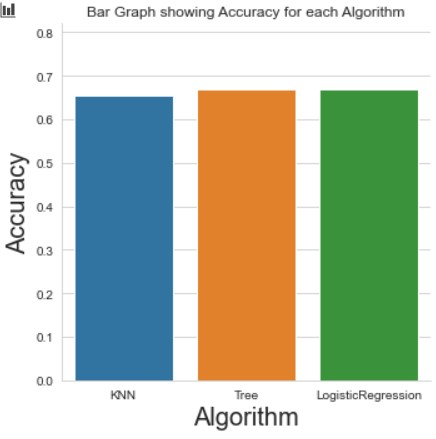 Bar Graph showing Accuracy for each Algorithm
0.8
0.7
0.6
0.5
0.4
0.3
0.2
0.1
0.0
Accuracy
KNN Tree LogisticRegression
Algorithm